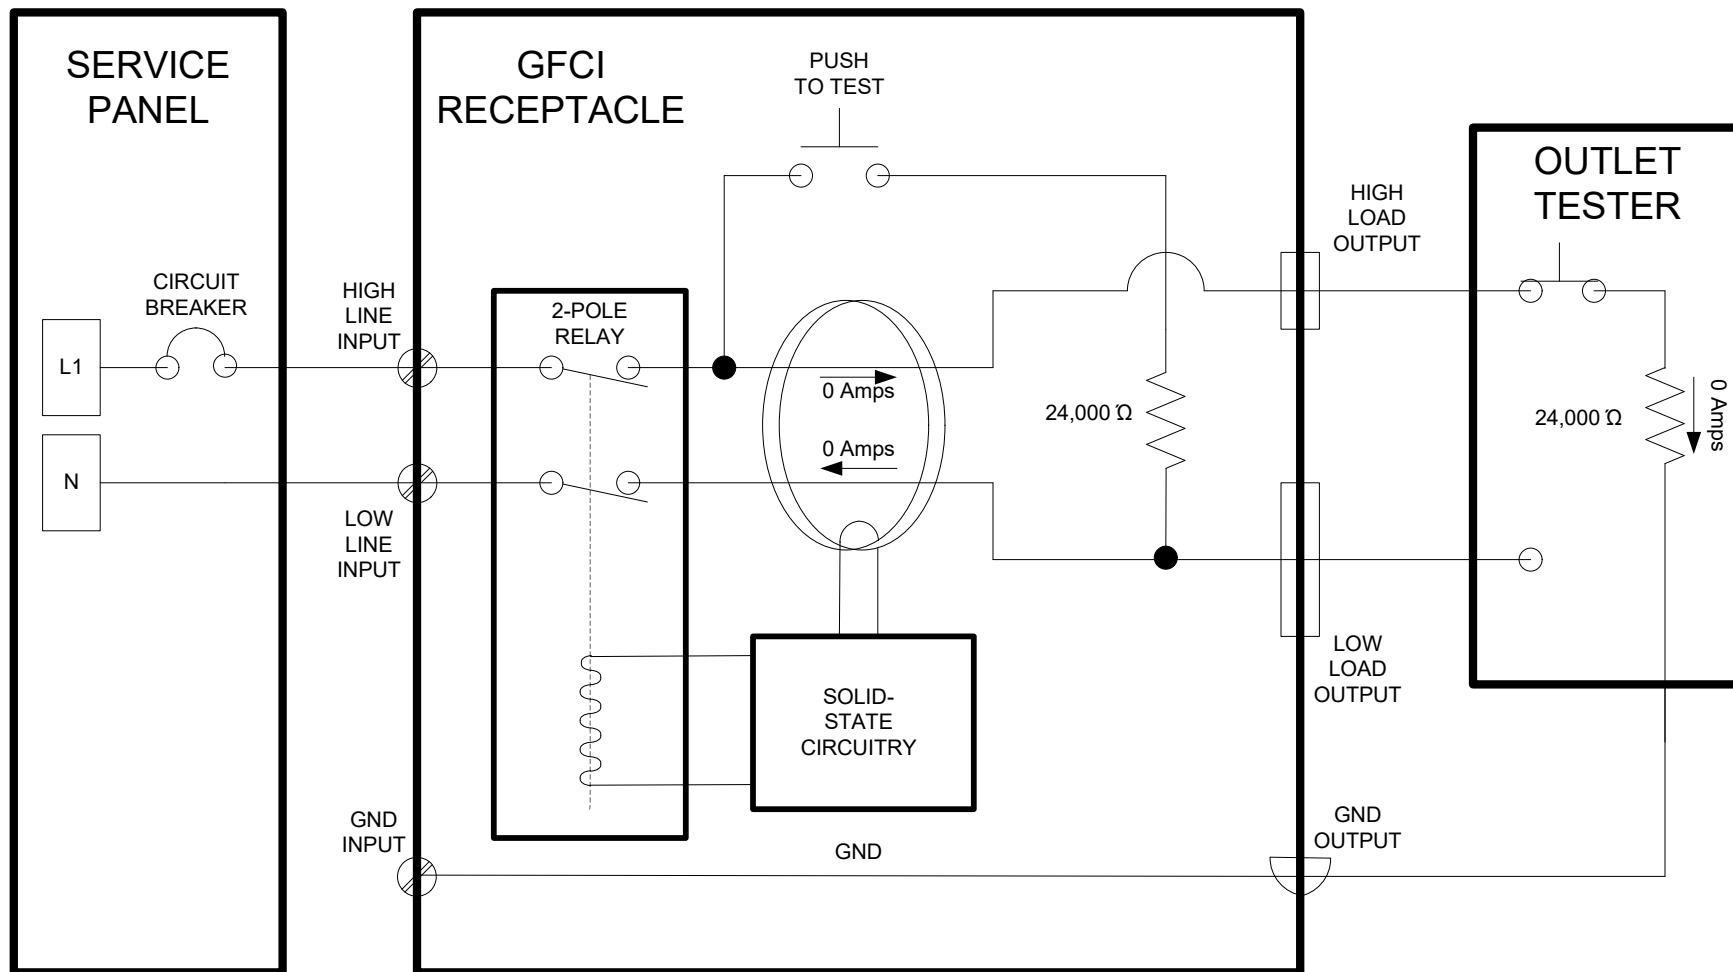 SERVICE
PANEL
L1
CIRCUIT
BREAKER
N
GFCI
RECEPTACLE
HIGH
LINE
INPUT
LOW
LINE
INPUT
GND
INPUT
2-POLE
RELAY
PUSH
TO TEST
0 Amps
0 Amps
24,000 Ω
SOLID-
STATE
CIRCUITRY
GND
HIGH
LOAD
OUTPUT
LOW
LOAD
OUTPUT
GND
OUTPUT
OUTLET
TESTER
24,000 Ω
0 Amps